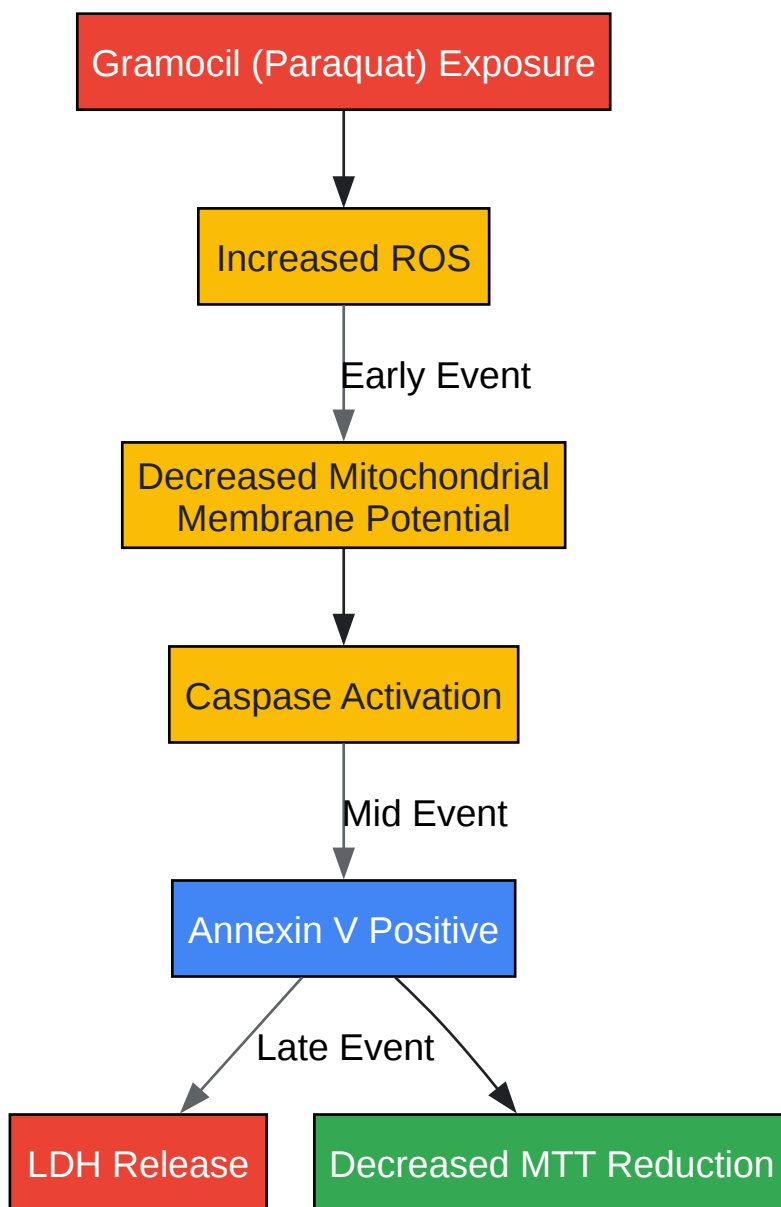 Gramocil (Paraquat) Exposure
Increased ROS
Early Event
Decreased Mitochondrial
Membrane Potential
Caspase Activation
Mid Event
Annexin V Positive
Late Event
LDH Release
Decreased MTT Reduction